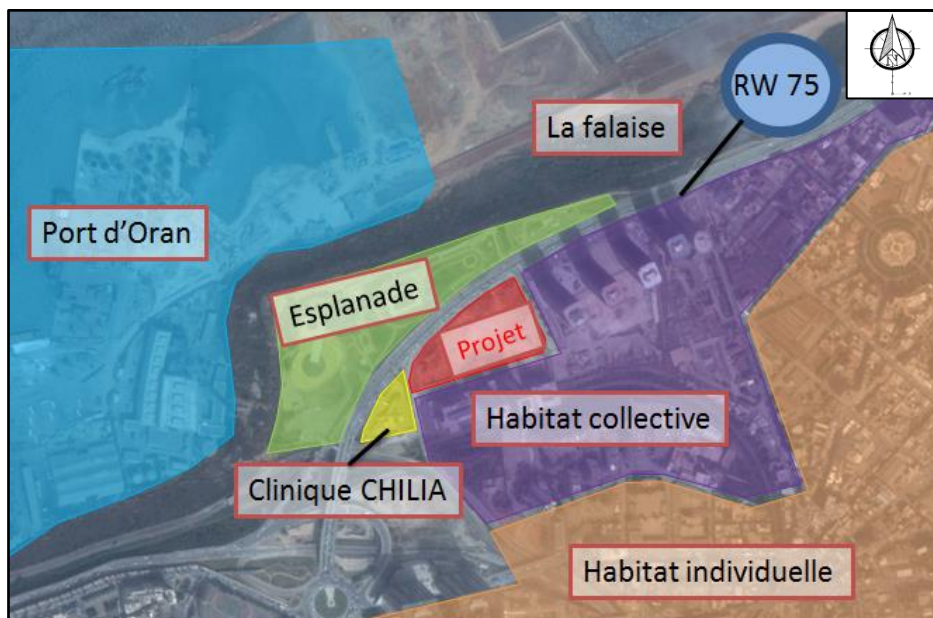 RW 75
La falaise
Port d'Oran
Esplanade
Projet
Habitat collective
Clinique CHILIA
Habitat individuelle